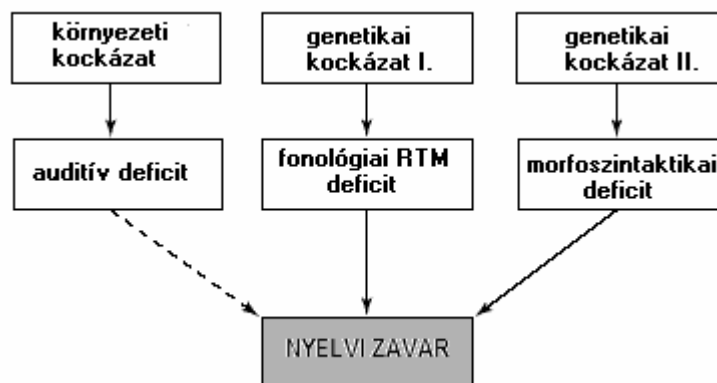 környezeti
kockázat
genetikai
kockázat I.
genetikai
kockázat II.
auditív deficit
fonológiai RTM
deficit
morfoszintaktikai
deficit
NYELVI ZAVAR